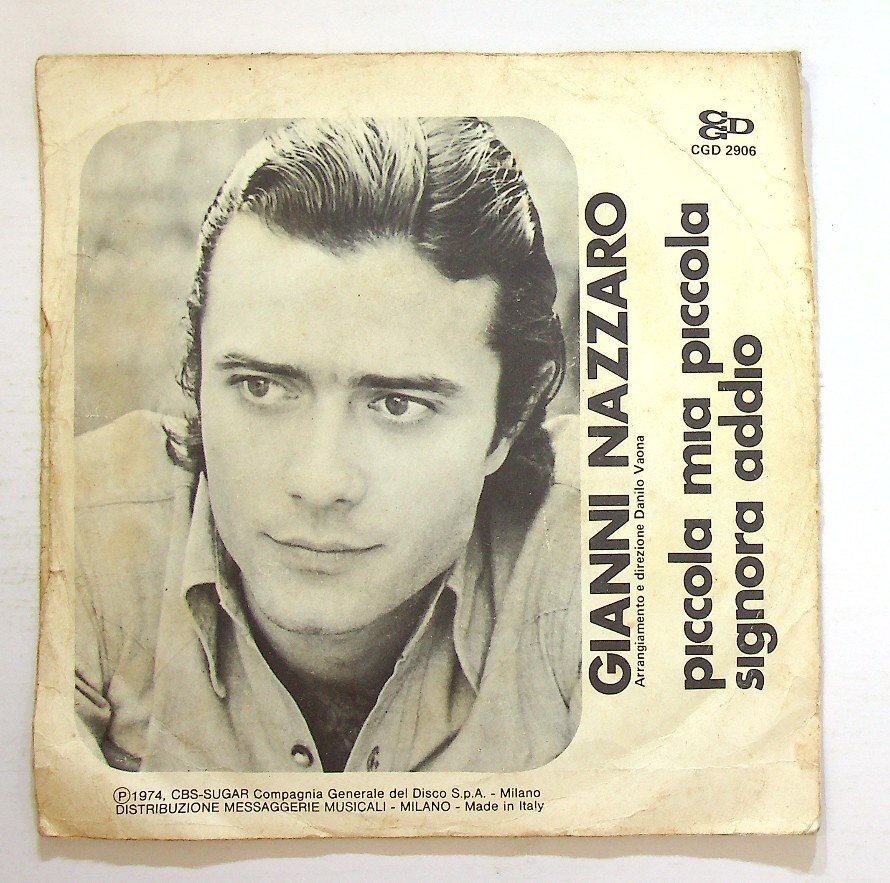 CGD
CGD 2906
GIANNI NAZZARO
Arrangiamento e direzione Danilo Vaona
piccola mia piccola
signora addio
Ⓟ1974, CBS-SUGAR Compagnia Generale del Disco S.p.A. - Milano
DISTRIBUZIONE MESSAGGERIE MUSICALI - MILANO - Made in Italy